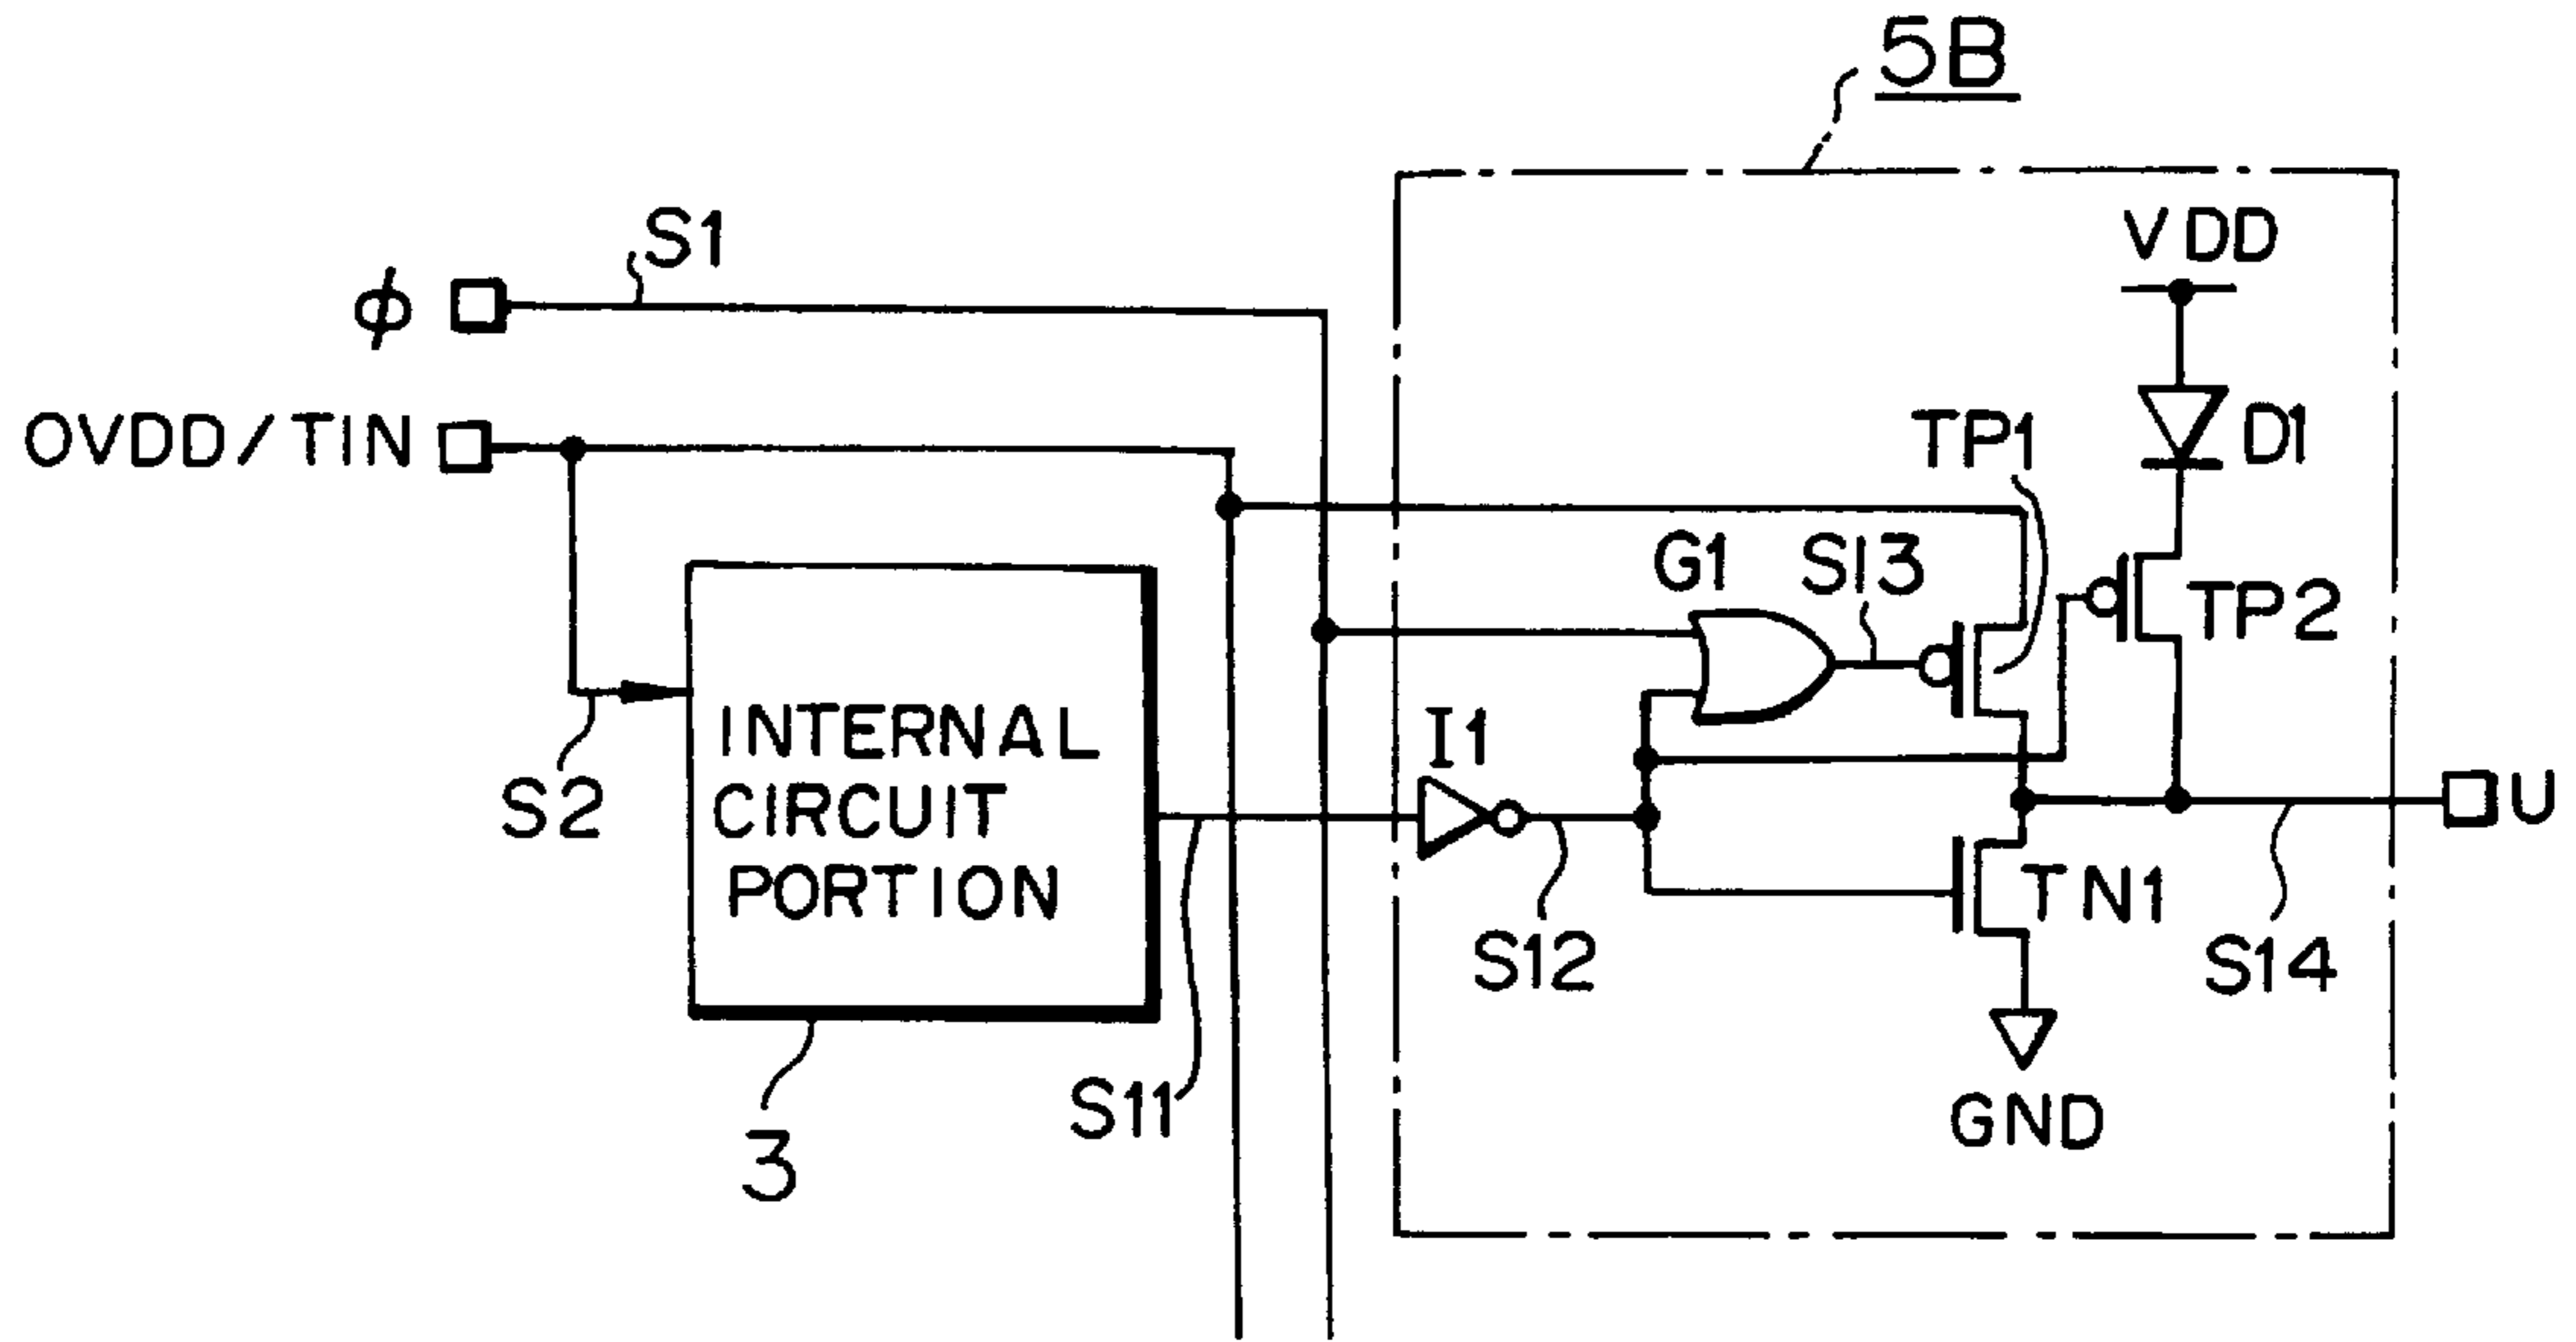 5B
S1
VDD
φ
OVDD/TIN
D1
TP1
G1
S13
TP2
INTERNAL
CIRCUIT
PORTION
I1
S2
U
TN1
S12
S14
S11
GND
3